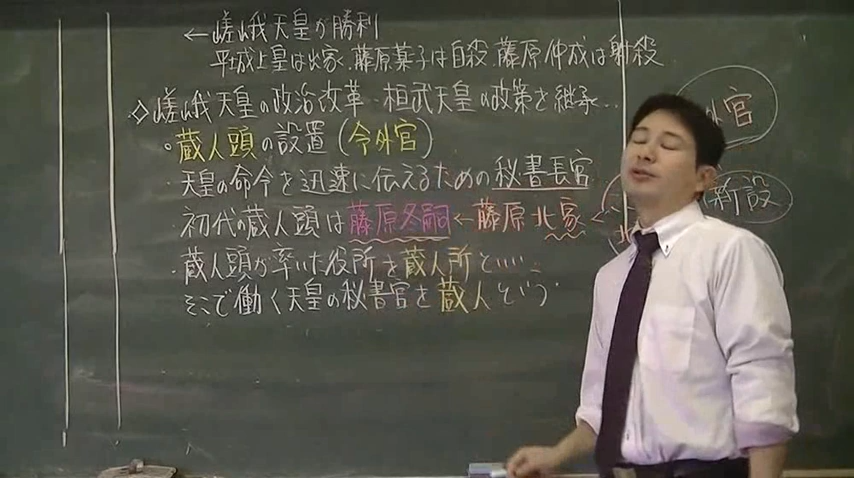 ←嵯峨天皇が勝利
平城上皇は出家、藤原薬子は自殺、藤原仲成は射殺
◇嵯峨天皇の政治改革…桓武天皇の政策を継承…
・蔵人頭の設置(令外官)
・天皇の命令を迅速に伝えるための秘書長官
・初代の蔵人頭は藤原冬嗣←藤原北家←
・蔵人頭が率いた役所を蔵人所といい、
そこで働く天皇の秘書官を蔵人という
外官
新設
北